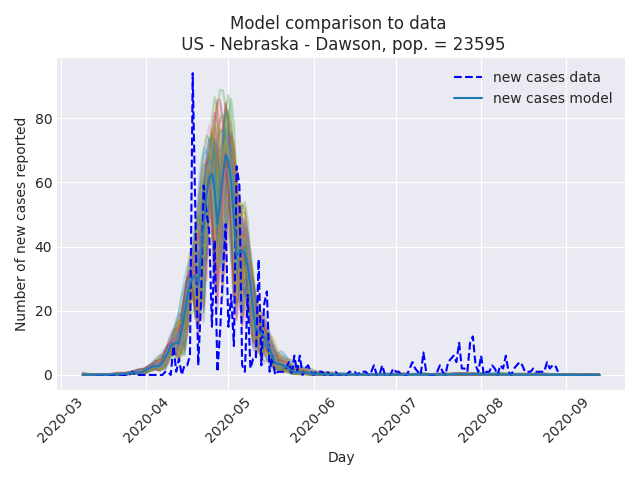 Model comparison to data
US - Nebraska - Dawson, pop. = 23595
new cases data
new cases model
Number of new cases reported
80
60
40
20
0
2020-03
2020-04
2020-05
2020-06
2020-07
2020-08
2020-09
Day